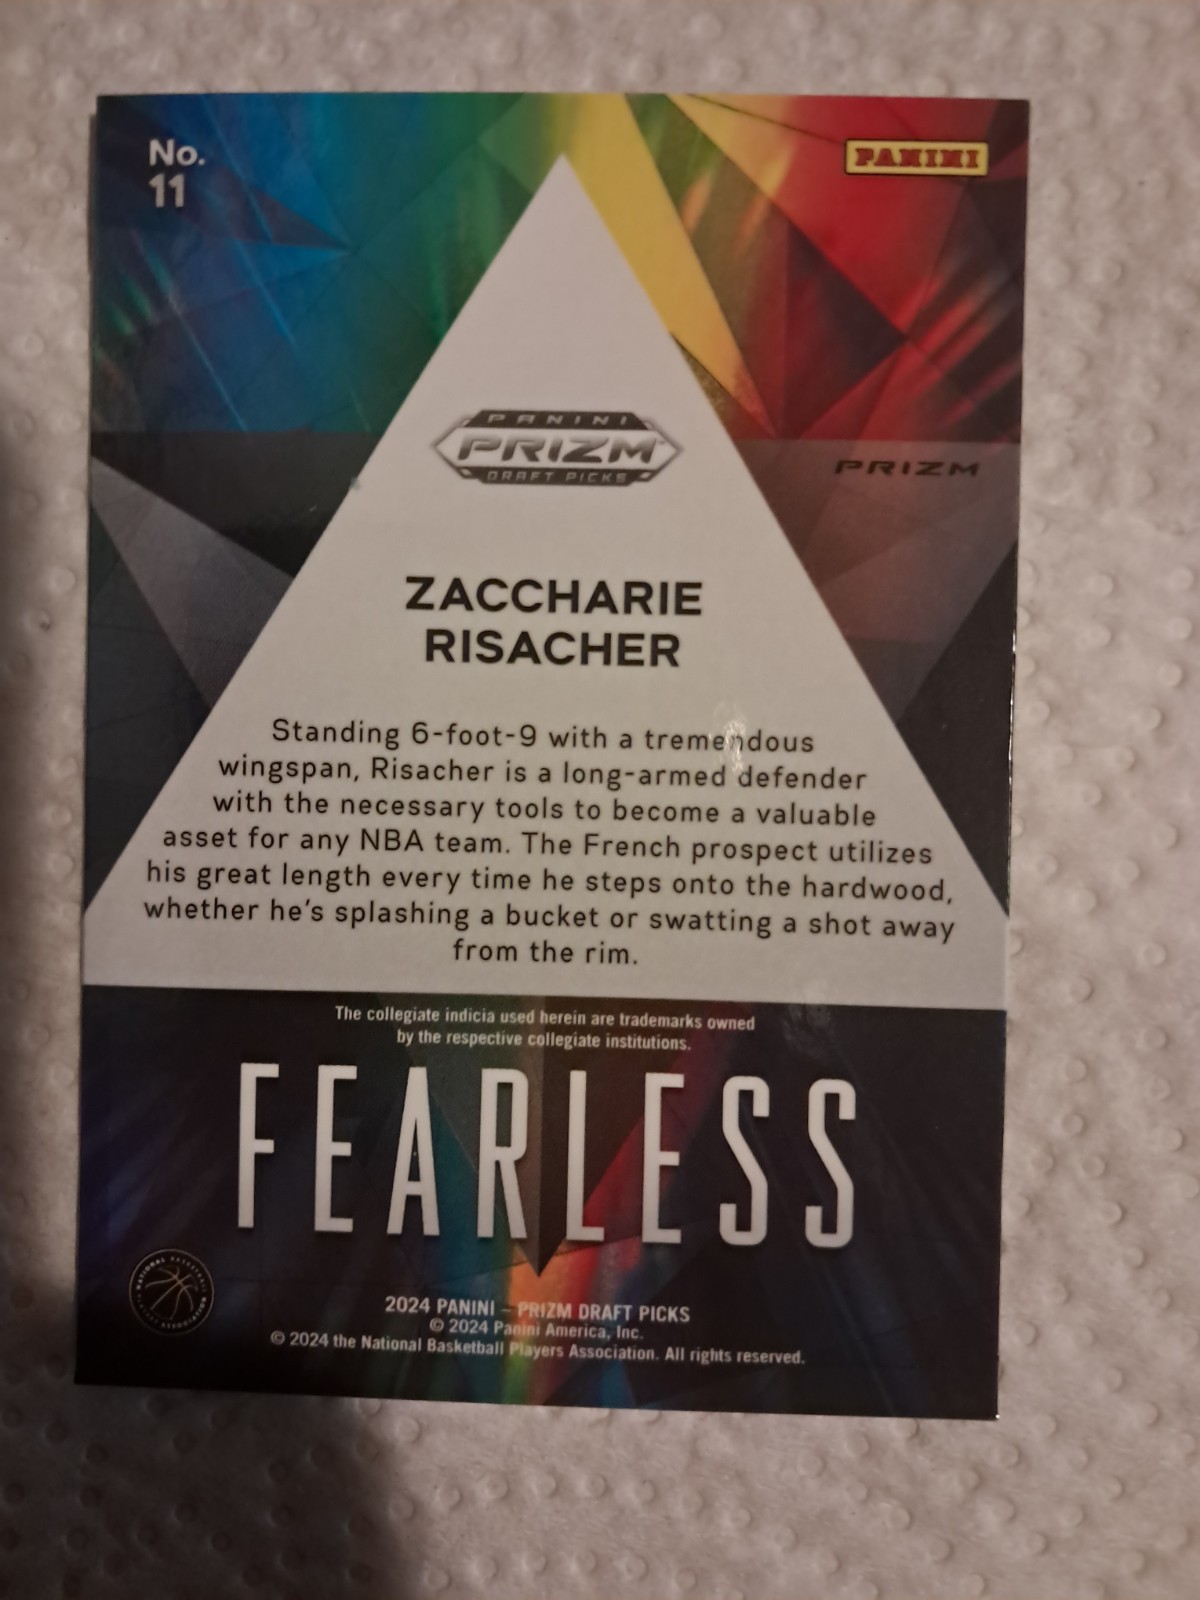 No.
11
PANINI
PANINI
PRIZM
DRAFT PICKS
PRIZM
ZACCHARIE
RISACHER
Standing 6-foot-9 with a tremendous
wingspan, Risacher is a long-armed defender
with the necessary tools to become a valuable
asset for any NBA team. The French prospect utilizes
his great length every time he steps onto the hardwood,
whether he's splashing a bucket or swatting a shot away
from the rim.
The collegiate indicia used herein are trademarks owned
by the respective collegiate institutions.
FEARLESS
NATIONAL BASKETBALL
2024 PANINI – PRIZM DRAFT PICKS
© 2024 Panini America, Inc.
© 2024 the National Basketball Players Association. All rights reserved.